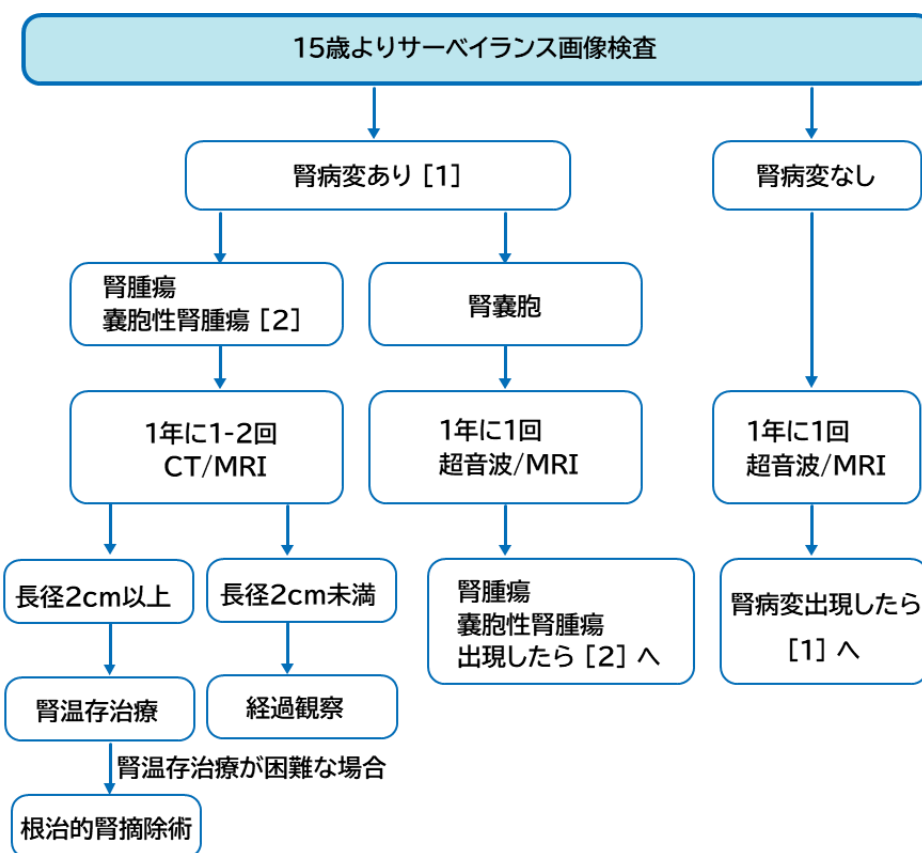 15歳よりサーベイランス画像検査
腎病変あり [1]
腎病変なし
腎腫瘍
嚢胞性腎腫瘍 [2]
腎嚢胞
1年に1-2回
CT/MRI
1年に1回
超音波/MRI
1年に1回
超音波/MRI
長径2cm以上
長径2cm未満
腎腫瘍
嚢胞性腎腫瘍
出現したら [2] へ
腎病変出現したら
[1] へ
腎温存治療
経過観察
腎温存治療が困難な場合
根治的腎摘除術